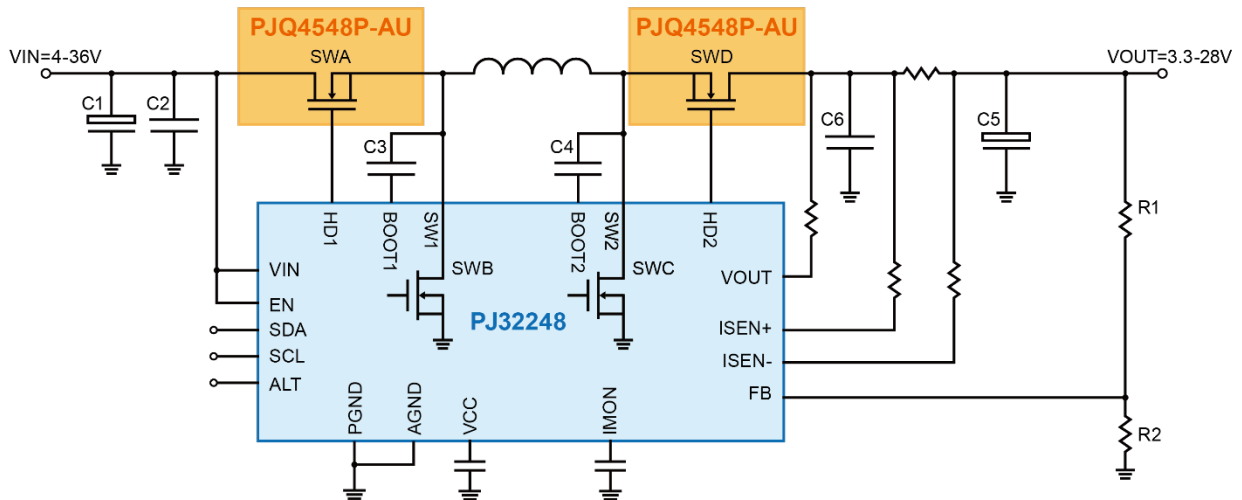 PJQ4548P-AU
PJQ4548P-AU
VIN=4-36V
SWA
SWD
VOUT=3.3-28V
C1
C2
C3
C4
C6
C5
HD1
BOOT1
SW1
BOOT2
SW2
HD2
R1
VIN
SWB
SWC
VOUT
EN
SDA
PJ32248
ISEN+
SCL
ISEN-
ALT
FB
PGND
AGND
VCC
IMON
R2